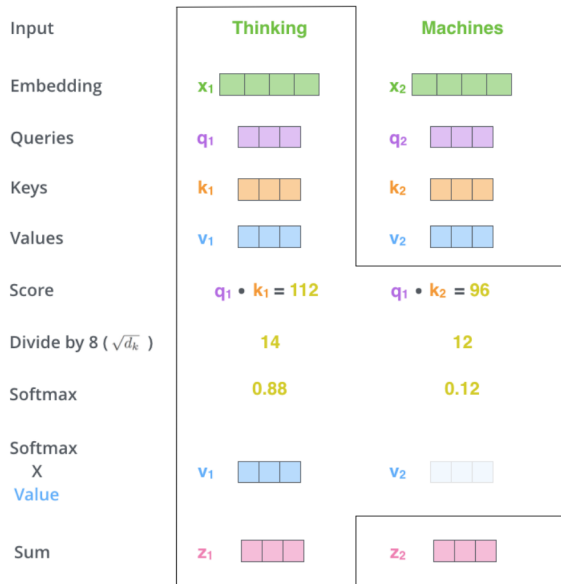 Input Thinking Machines
Embedding x₁ x₂
Queries q₁ q₂
Keys k₁ k₂
Values v₁ v₂
Score q₁ • k₁ = 112 q₁ • k₂ = 96
Divide by 8 ( √dₖ ) 14 12
Softmax 0.88 0.12
Softmax
X v₁ v₂
Value
Sum z₁ z₂